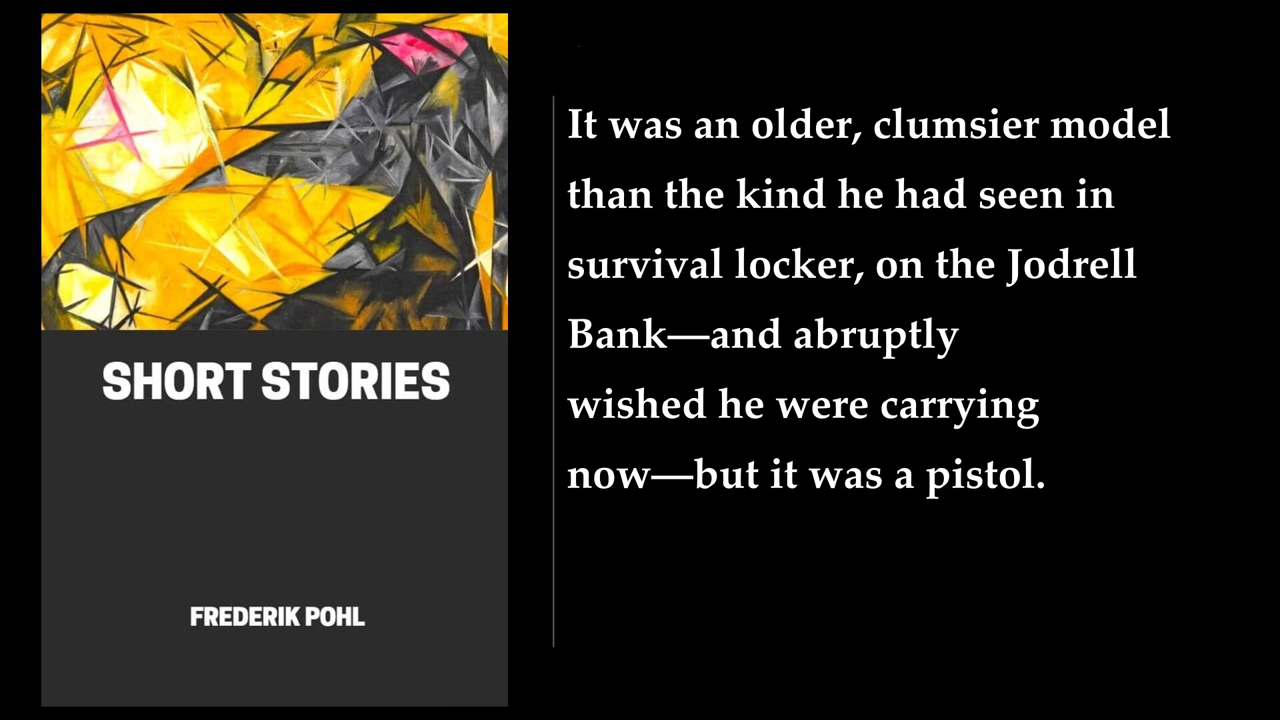 SHORT STORIES
FREDERIK POHL
It was an older, clumsier model
than the kind he had seen in
survival locker, on the Jodrell
Bank—and abruptly
wished he were carrying
now—but it was a pistol.